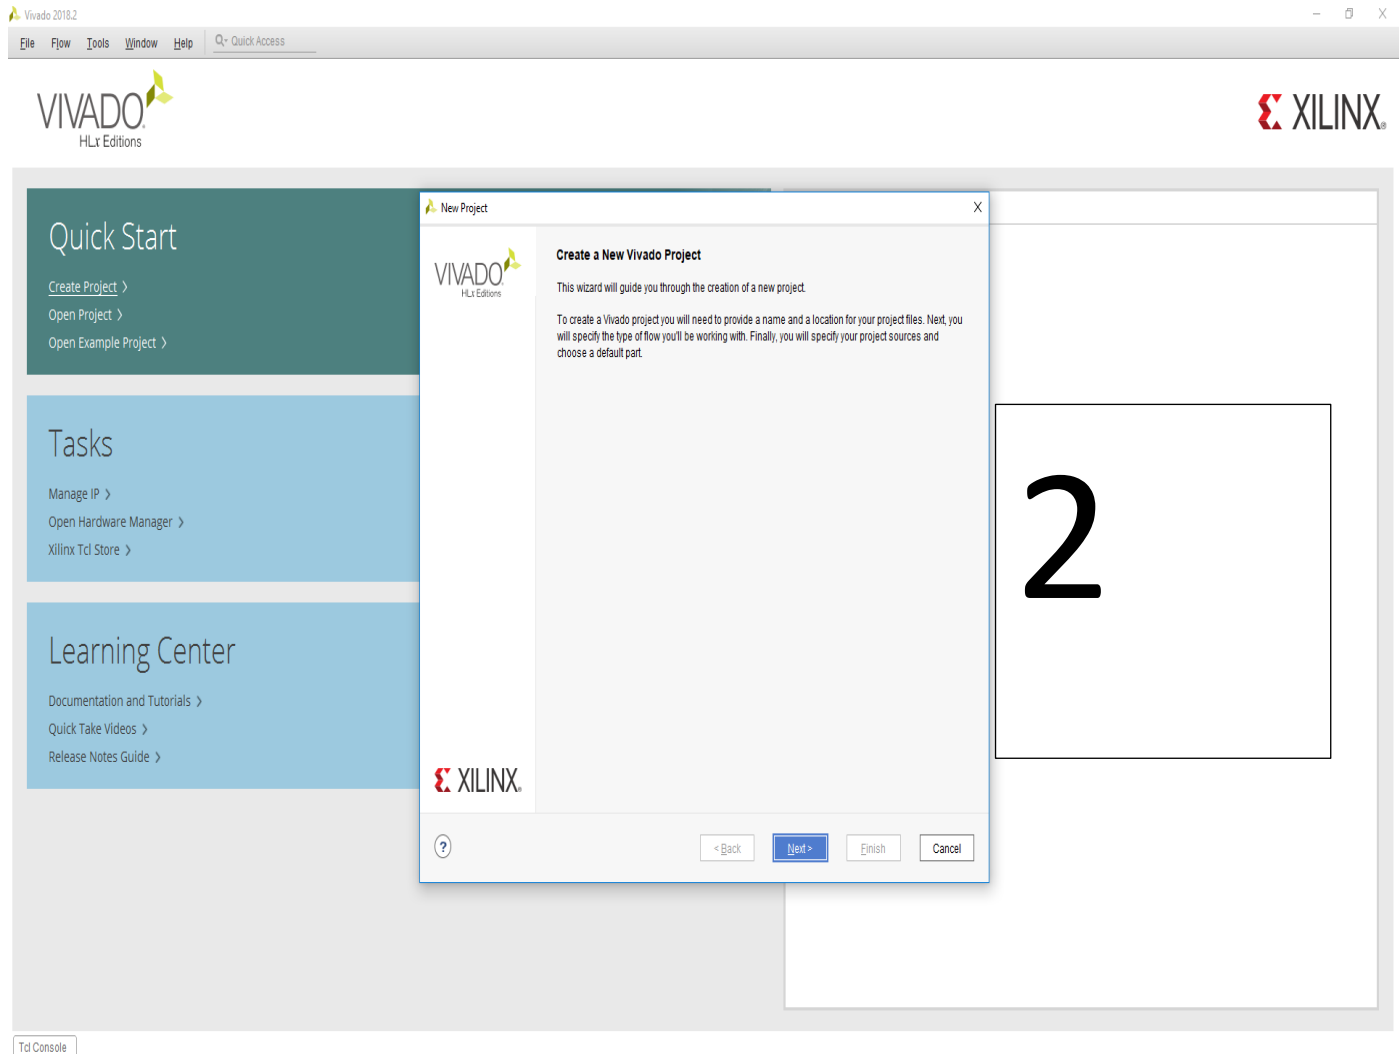 Vivado 2018.2
File Flow Tools Window Help Quick Access
VIVADO
HLx Editions
XILINX
Quick Start
Create Project
Open Project
Open Example Project
Tasks
Manage IP
Open Hardware Manager
Xilinx Tcl Store
Learning Center
Documentation and Tutorials
Quick Take Videos
Release Notes Guide
New Project
VIVADO
HLx Editions
Create a New Vivado Project
This wizard will guide you through the creation of a new project.
To create a Vivado project you will need to provide a name and a location for your project files. Next, you
will specify the type of flow you'll be working with. Finally, you will specify your project sources and
choose a default part.
XILINX
? < Back Next > Finish Cancel
2
Tcl Console